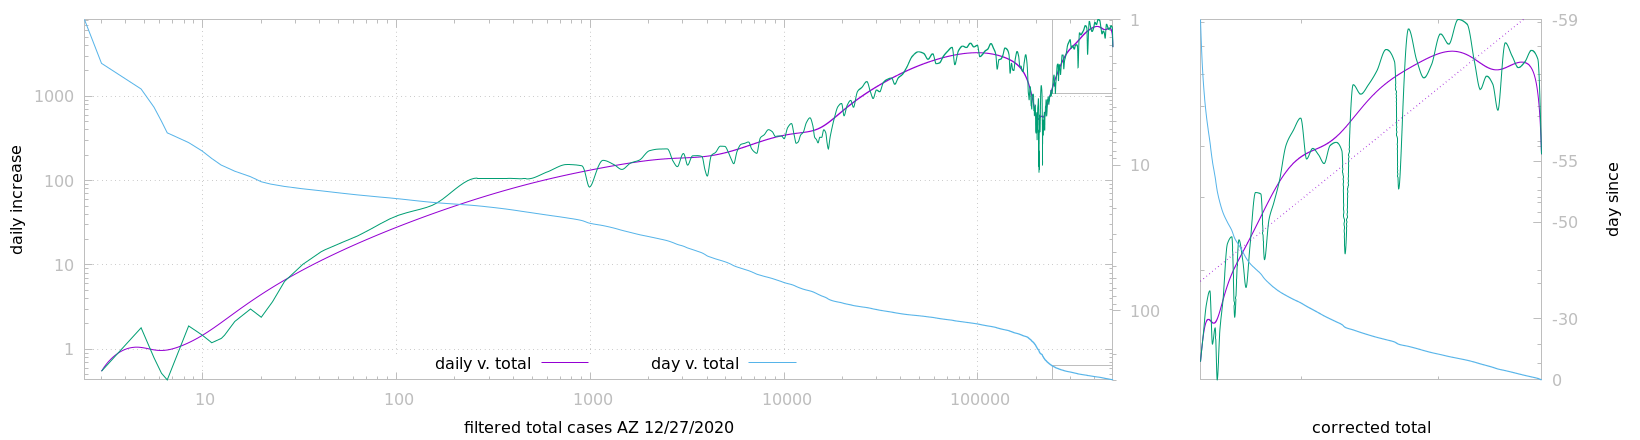 daily increase
1000
100
10
1
1
10
100
daily v. total
day v. total
10
100
1000
10000
100000
filtered total cases AZ 12/27/2020
-59
-55
-50
-30
0
day since
corrected total